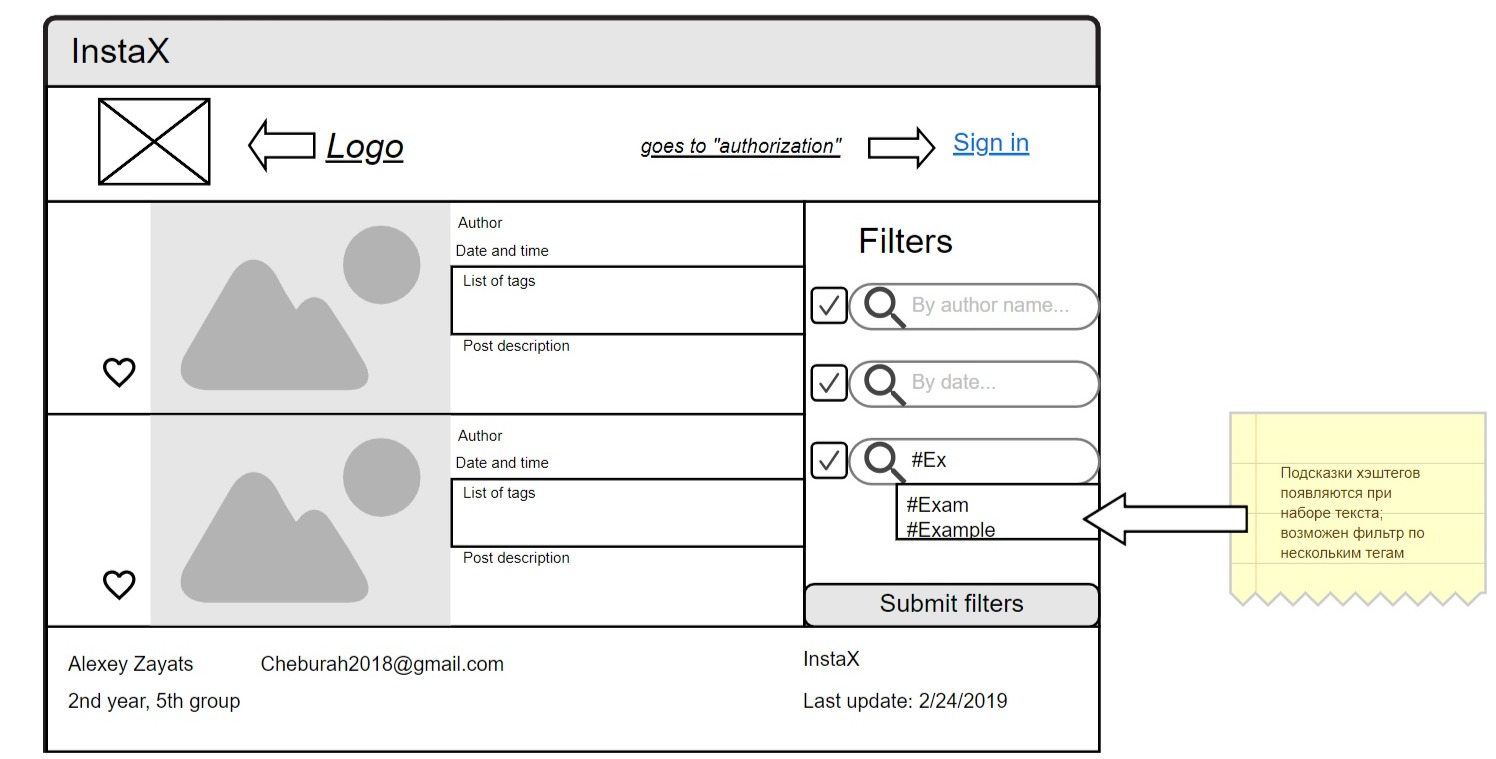 InstaX
Logo
goes to "authorization"
Sign in
Author
Date and time
List of tags
Post description
Author
Date and time
List of tags
Post description
Filters
By author name...
By date...
#Ex
#Exam
#Example
Submit filters
Подсказки хэштегов
появляются при
наборе текста;
возможен фильтр по
нескольким тегам
Alexey Zayats
Cheburah2018@gmail.com
2nd year, 5th group
InstaX
Last update: 2/24/2019